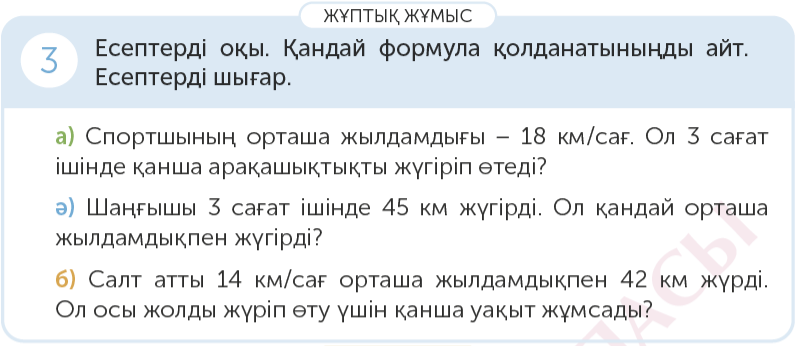 ЖҰПТЫҚ ЖҰМЫС
3
Есептерді оқы. Қандай формула қолданатыныңды айт.
Есептерді шығар.
а) Спортшының орташа жылдамдығы – 18 км/сағ. Ол 3 сағат
ішінде қанша арақашықтықты жүгіріп өтеді?
ә) Шаңғышы 3 сағат ішінде 45 км жүгірді. Ол қандай орташа
жылдамдықпен жүгірді?
б) Салт атты 14 км/сағ орташа жылдамдықпен 42 км жүрді.
Ол осы жолды жүріп өту үшін қанша уақыт жұмсады?